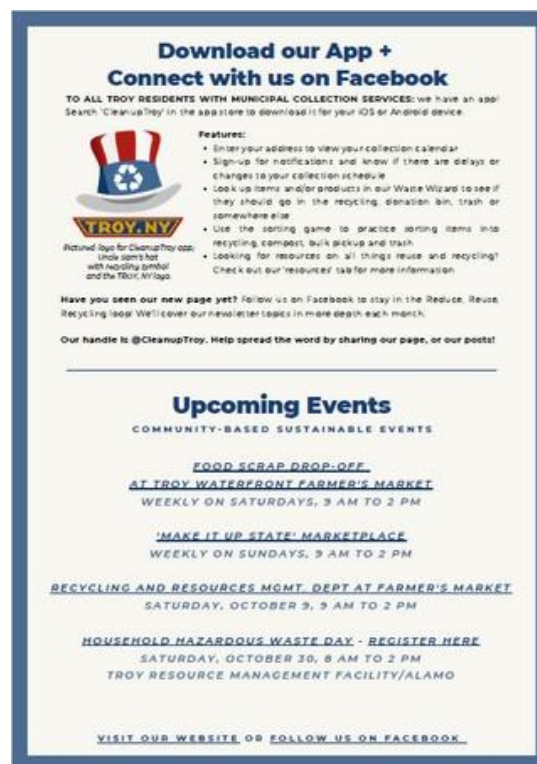 Download our App +
Connect with us on Facebook
TO ALL TROY RESIDENTS WITH MUNICIPAL COLLECTION SERVICES: we have an app!
Search 'CleanupTroy' in the app store to download it for your iOS or Android device.
Features:
• Enter your address to view your collection calendar
• Sign-up for notifications and know if there are delays or
changes to your collection schedule
• Look up items and/or products in our Waste Wizard to see if
they should go in the recycling, donation bin, trash or
somewhere else
• Use the sorting game to practice sorting items into
recycling, compost, bulk pickup and trash
• Looking for resources on all things reuse and recycling?
Check out our 'resources' tab for more information
TROY, NY
Pictured: logo for CleanupTroy app;
Uncle Sam's hat
with recycling symbol
and the TROY, NY logo.
Have you seen our new page yet? Follow us on Facebook to stay in the Reduce, Reuse,
Recycling loop! We'll cover our newsletter topics in more depth each month.
Our handle is @CleanupTroy. Help spread the word by sharing our page, or our posts!
Upcoming Events
COMMUNITY-BASED SUSTAINABLE EVENTS
FOOD SCRAP DROP-OFF
AT TROY WATERFRONT FARMER'S MARKET
WEEKLY ON SATURDAYS, 9 AM TO 2 PM
'MAKE IT UP STATE' MARKETPLACE
WEEKLY ON SUNDAYS, 9 AM TO 2 PM
RECYCLING AND RESOURCES MGMT. DEPT AT FARMER'S MARKET
SATURDAY, OCTOBER 9, 9 AM TO 2 PM
HOUSEHOLD HAZARDOUS WASTE DAY - REGISTER HERE
SATURDAY, OCTOBER 30, 8 AM TO 2 PM
TROY RESOURCE MANAGEMENT FACILITY/ALAMO
VISIT OUR WEBSITE OR FOLLOW US ON FACEBOOK